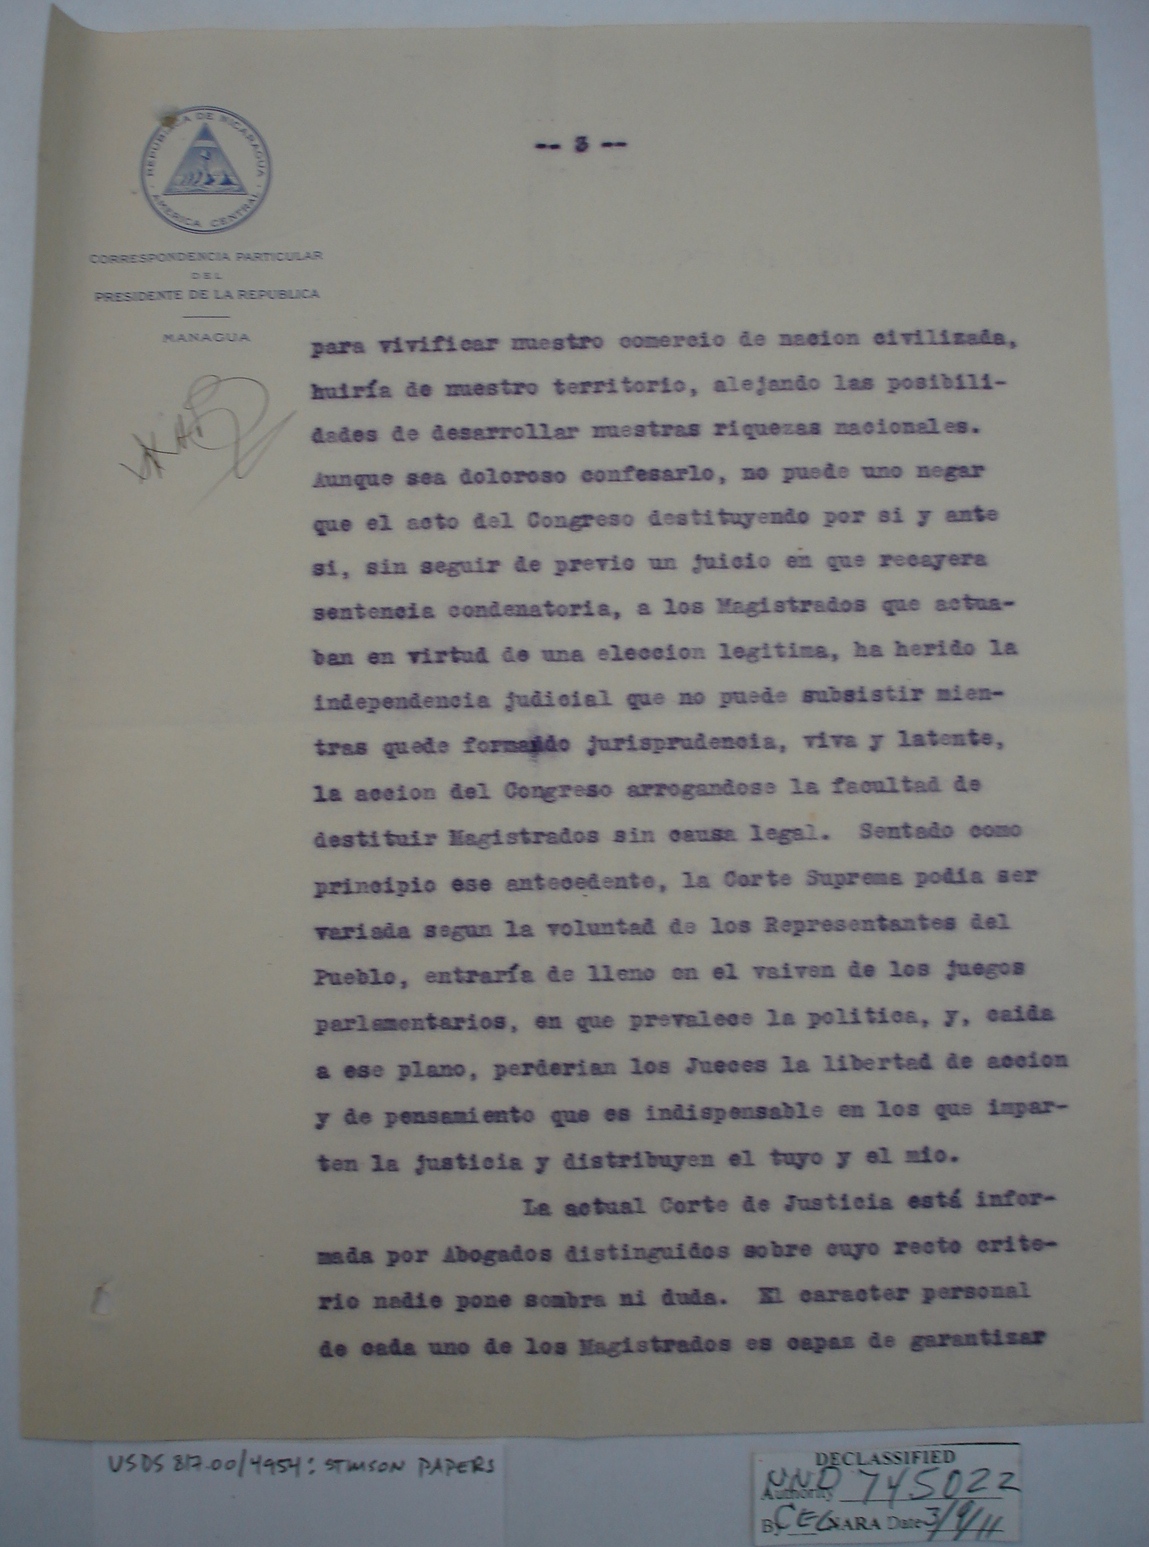 -- 3 --
REPUBLICA DE NICARAGUA
AMERICA CENTRAL
CORRESPONDENCIA PARTICULAR
DEL
PRESIDENTE DE LA REPUBLICA
MANAGUA
para vivificar nuestro comercio de nacion civilizada,
huiría de nuestro territorio, alejando las posibili-
dades de desarrollar nuestras riquezas nacionales.
Aunque sea doloroso confesarlo, no puede uno negar
que el acto del Congreso destituyendo por si y ante
si, sin seguir de previo un juicio en que recayera
sentencia condenatoria, a los Magistrados que actua-
ban en virtud de una eleccion legitima, ha herido la
independencia judicial que no puede subsistir mien-
tras quede formando jurisprudencia, viva y latente,
la accion del Congreso arrogandose la facultad de
destituir Magistrados sin causa legal. Sentado como
principio ese antecedente, la Corte Suprema podia ser
variada segun la voluntad de los Representantes del
Pueblo, entraría de lleno en el vaiven de los juegos
parlamentarios, en que prevalece la politica, y, caida
a ese plano, perderian los Jueces la libertad de accion
y de pensamiento que es indispensable en los que impar-
ten la justicia y distribuyen el tuyo y el mio.
La actual Corte de Justicia está infor-
mada por Abogados distinguidos sobre cuyo recto crite-
rio nadie pone sombra ni duda. El caracter personal
de cada uno de los Magistrados es capaz de garantizar
USDS 817.00/4954: STIMSON PAPERS
DECLASSIFIED
Authority NND 745022
By CEG NARA Date 3/9/11